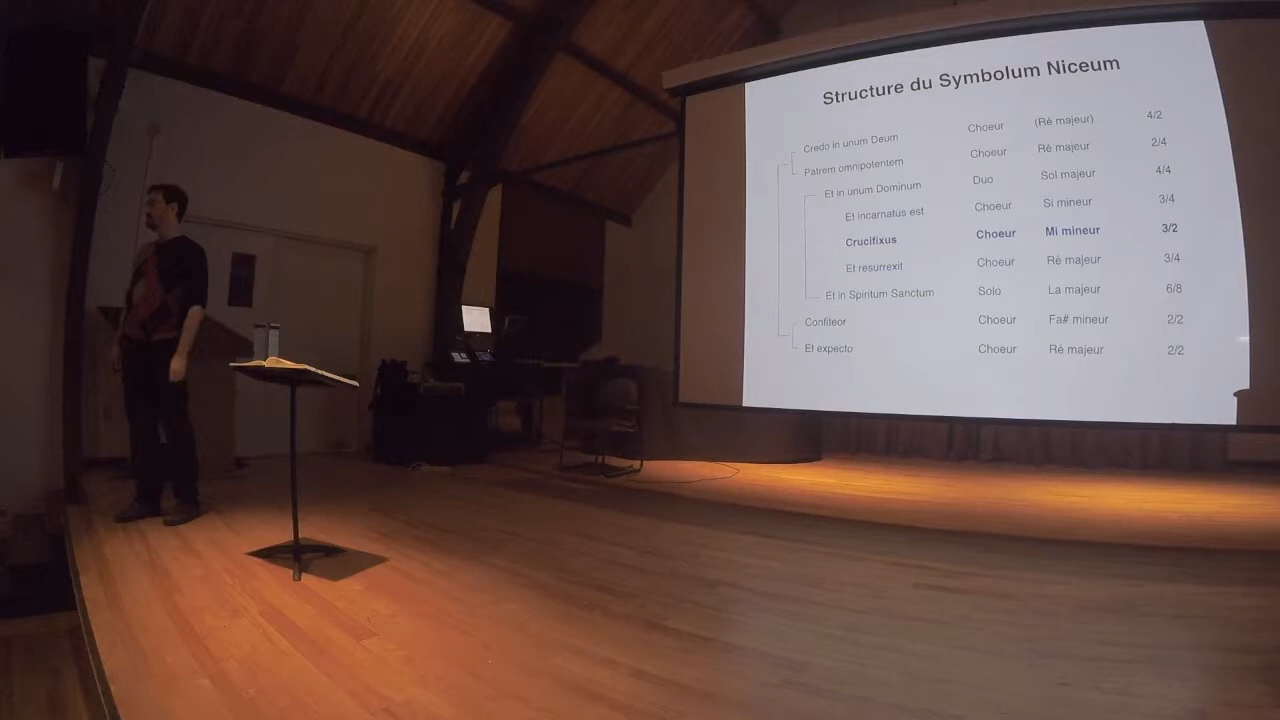 Structure du Symbolum Niceum
Credo in unum Deum Choeur (Ré majeur) 4/2
Patrem omnipotentem Choeur Ré majeur 2/4
Et in unum Dominum Duo Sol majeur 4/4
Et incarnatus est Choeur Si mineur 3/4
Crucifixus Choeur Mi mineur 3/2
Et resurrexit Choeur Ré majeur 3/4
Et in Spiritum Sanctum Solo La majeur 6/8
Confiteor Choeur Fa# mineur 2/2
Et expecto Choeur Ré majeur 2/2